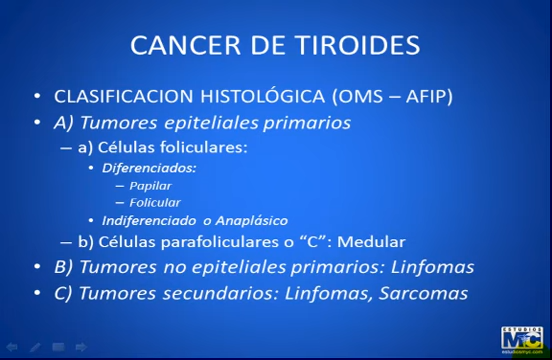 CANCER DE TIROIDES
• CLASIFICACION HISTOLÓGICA (OMS – AFIP)
• A) Tumores epiteliales primarios
– a) Células foliculares:
• Diferenciados:
– Papilar
– Folicular
• Indiferenciado o Anaplásico
– b) Células parafoliculares o “C”: Medular
• B) Tumores no epiteliales primarios: Linfomas
• C) Tumores secundarios: Linfomas, Sarcomas
ESTUDIOS
MyC